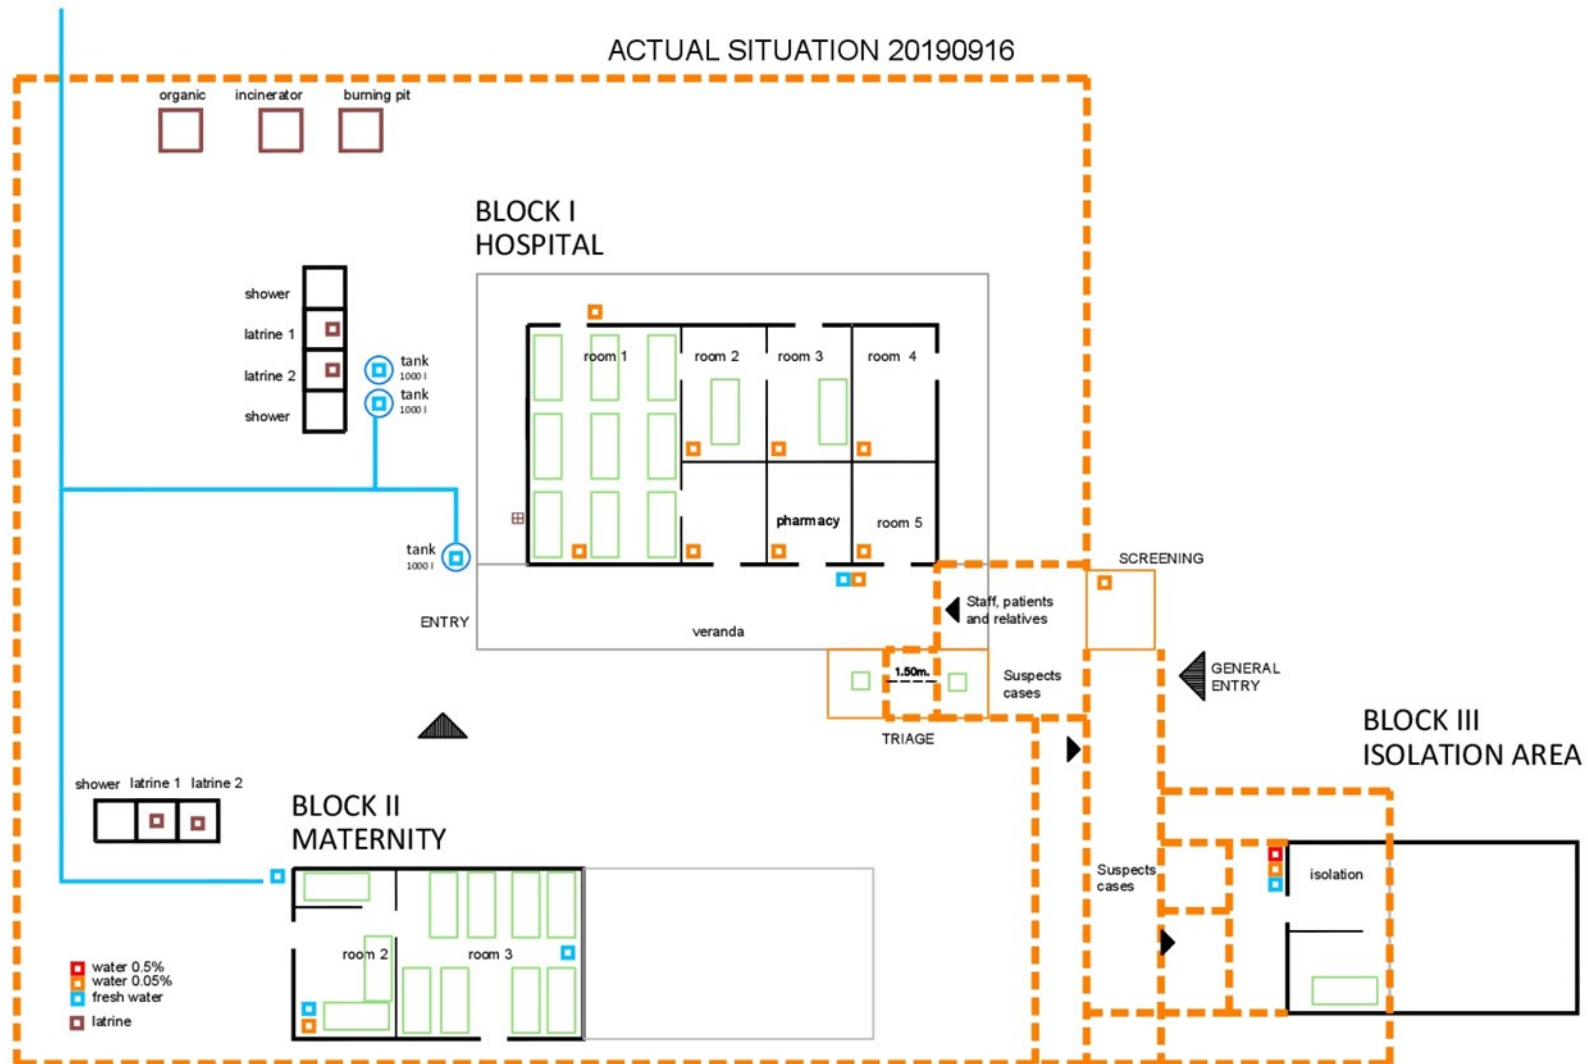 ACTUAL SITUATION 20190916
organic
incinerator
burning pit
BLOCK I
HOSPITAL
shower
latrine 1
latrine 2
shower
tank
1000 l
tank
1000 l
room 1
room 2
room 3
room 4
pharmacy
room 5
tank
1000 l
ENTRY
veranda
SCREENING
Staff, patients
and relatives
1.50m.
Suspects
cases
TRIAGE
GENERAL
ENTRY
BLOCK III
ISOLATION AREA
shower latrine 1 latrine 2
BLOCK II
MATERNITY
Suspects
cases
isolation
room 2
room 3
water 0.5%
water 0.05%
fresh water
latrine